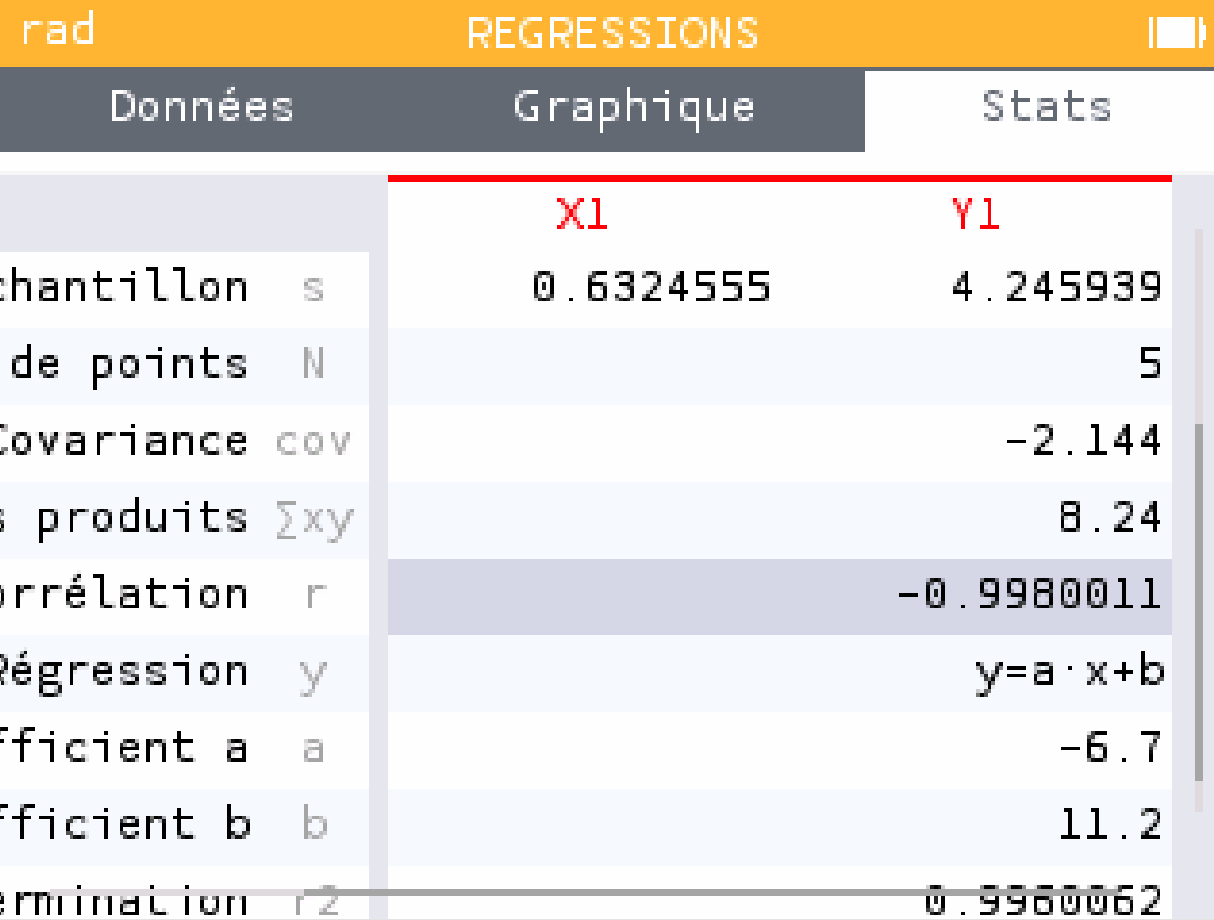 rad REGRESSIONS
Données Graphique Stats
X1 Y1
chantillon s 0.6324555 4.245939
de points N 5
Covariance cov -2.144
s produits ∑xy 8.24
orrélation r -0.9980011
Régression y y=a·x+b
fficient a a -6.7
fficient b b 11.2
ermination r2 0.9960062